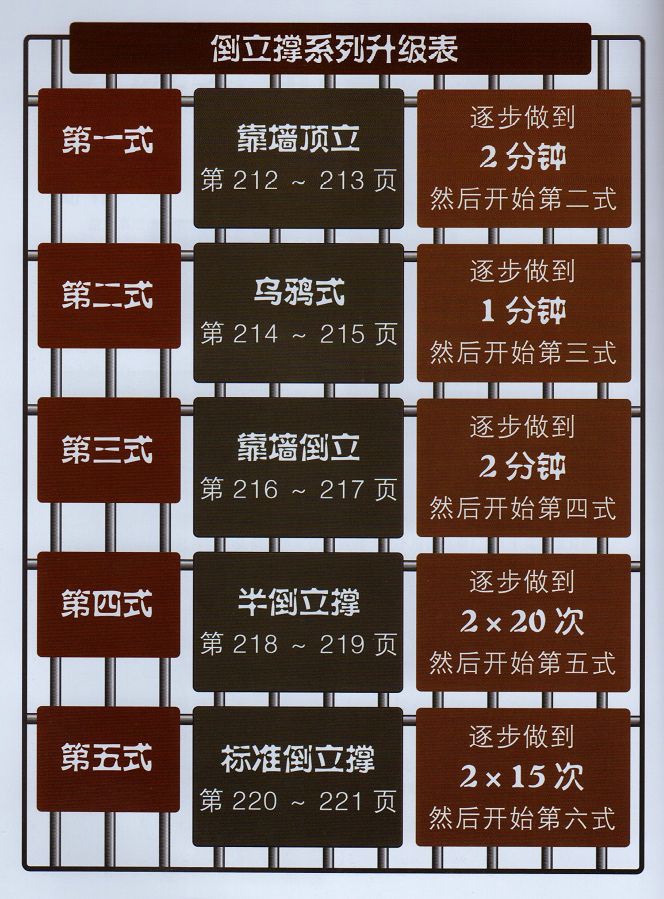 倒立撑系列升级表
第一式
靠墙顶立
第 212 ~ 213 页
逐步做到
2 分钟
然后开始第二式
第二式
乌鸦式
第 214 ~ 215 页
逐步做到
1 分钟
然后开始第三式
第三式
靠墙倒立
第 216 ~ 217 页
逐步做到
2 分钟
然后开始第四式
第四式
半倒立撑
第 218 ~ 219 页
逐步做到
2 × 20 次
然后开始第五式
第五式
标准倒立撑
第 220 ~ 221 页
逐步做到
2 × 15 次
然后开始第六式